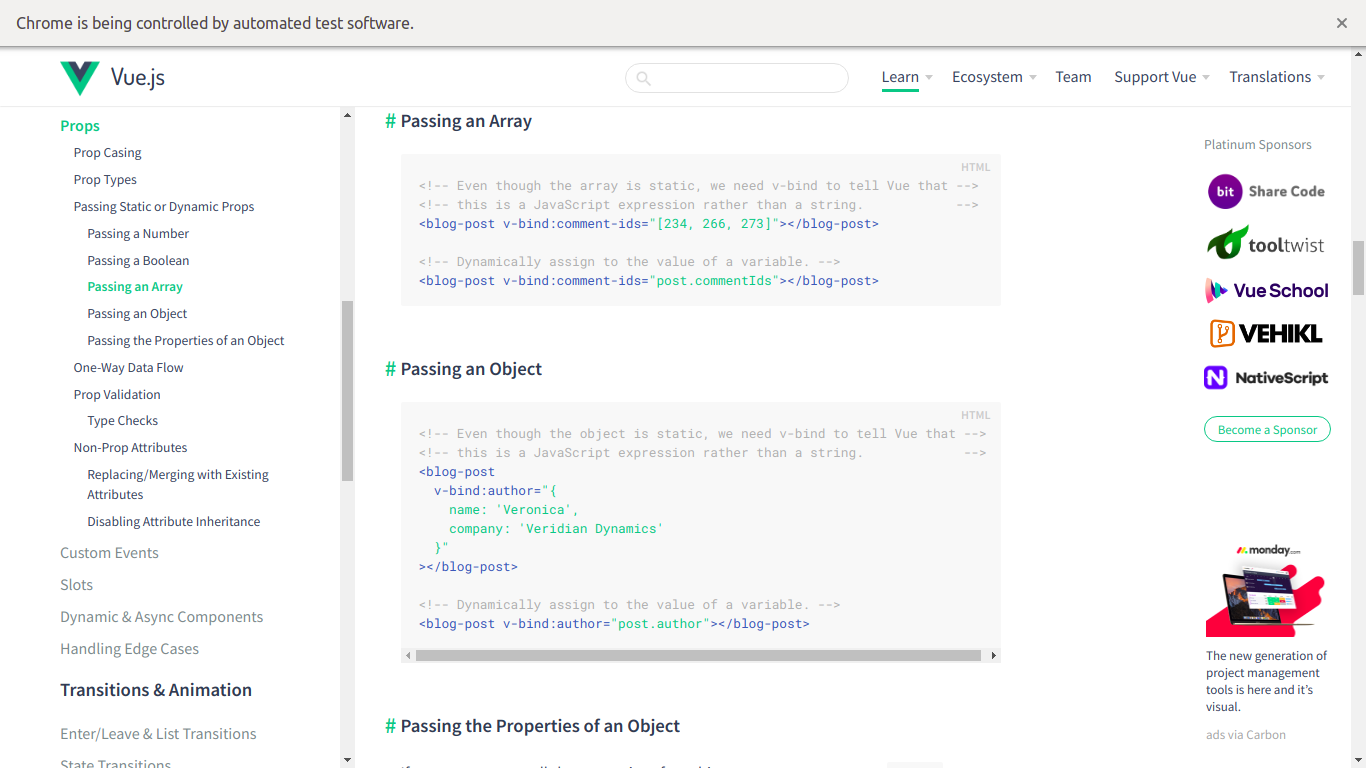 Chrome is being controlled by automated test software.
Vue.js
Learn
Ecosystem
Team
Support Vue
Translations
Props
Prop Casing
Prop Types
Passing Static or Dynamic Props
Passing a Number
Passing a Boolean
Passing an Array
Passing an Object
Passing the Properties of an Object
One-Way Data Flow
Prop Validation
Type Checks
Non-Prop Attributes
Replacing/Merging with Existing
Attributes
Disabling Attribute Inheritance
Custom Events
Slots
Dynamic & Async Components
Handling Edge Cases
Transitions & Animation
Enter/Leave & List Transitions
State Transitions
# Passing an Array
HTML
<!-- Even though the array is static, we need v-bind to tell Vue that -->
<!-- this is a JavaScript expression rather than a string. -->
<blog-post v-bind:comment-ids="[234, 266, 273]"></blog-post>
<!-- Dynamically assign to the value of a variable. -->
<blog-post v-bind:comment-ids="post.commentIds"></blog-post>
# Passing an Object
HTML
<!-- Even though the object is static, we need v-bind to tell Vue that -->
<!-- this is a JavaScript expression rather than a string. -->
<blog-post
v-bind:author="{
name: 'Veronica',
company: 'Veridian Dynamics'
}"
></blog-post>
<!-- Dynamically assign to the value of a variable. -->
<blog-post v-bind:author="post.author"></blog-post>
# Passing the Properties of an Object
Platinum Sponsors
bit Share Code
tooltwist
Vue School
VEHIKL
N NativeScript
Become a Sponsor
monday.com
The new generation of
project management
tools is here and it's
visual.
ads via Carbon